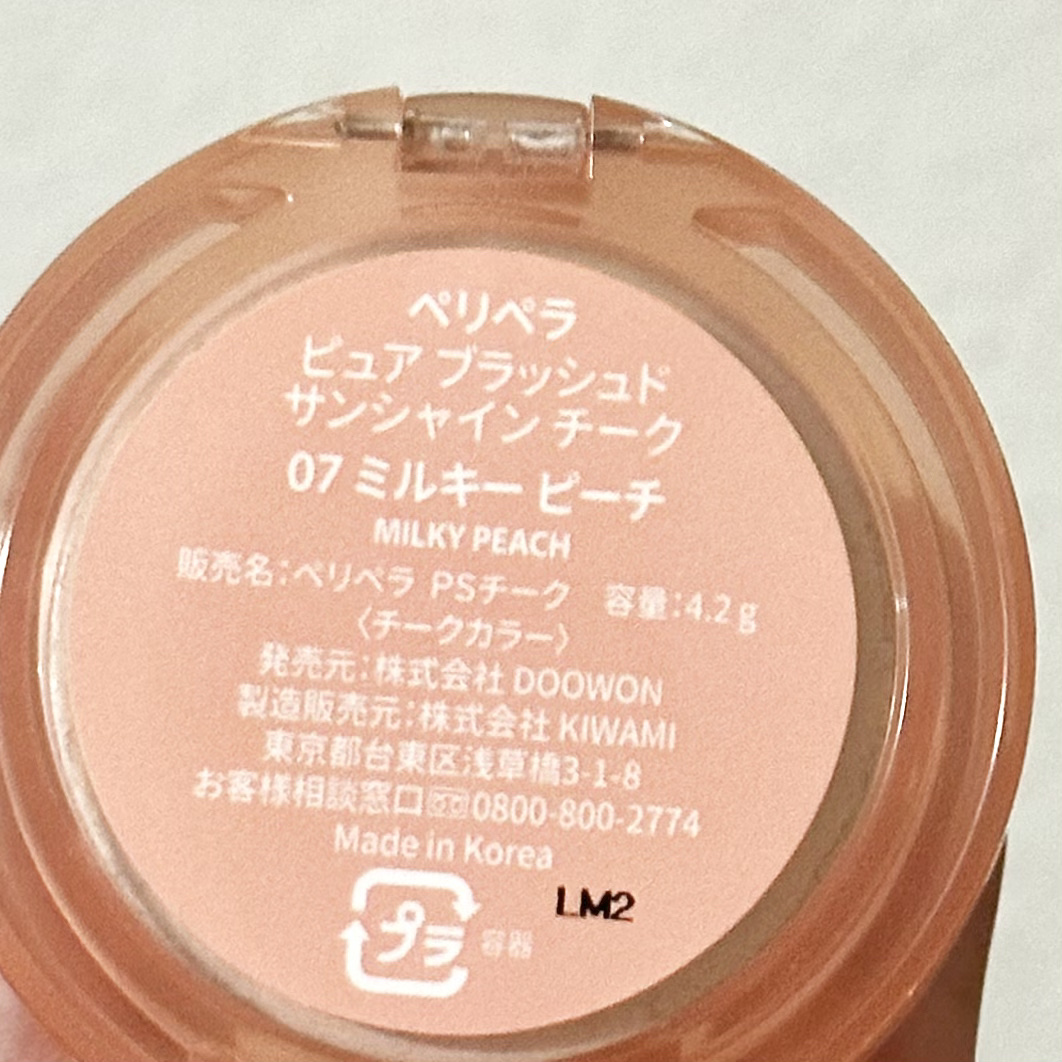 ペリペラ
ピュア ブラッシュド
サンシャイン チーク
07 ミルキー ピーチ
MILKY PEACH
販売名:ペリペラ PSチーク 容量:4.2g
〈チークカラー〉
発売元:株式会社 DOOWON
製造販売元:株式会社 KIWAMI
東京都台東区浅草橋3-1-8
お客様相談窓口0800-800-2774
Made in Korea
LM2
プラ 容器